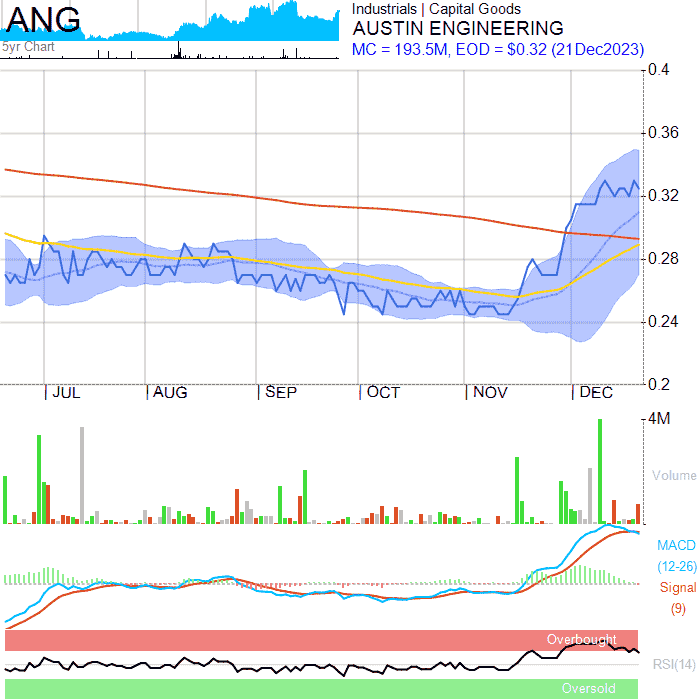 ANG
5yr Chart
Industrials | Capital Goods
AUSTIN ENGINEERING
MC = 193.5M, EOD = $0.32 (21Dec2023)
0.4
0.36
0.32
0.28
0.24
0.2
JUL AUG SEP OCT NOV DEC
4M
Volume
MACD
(12-26)
Signal
(9)
Overbought
RSI(14)
Oversold